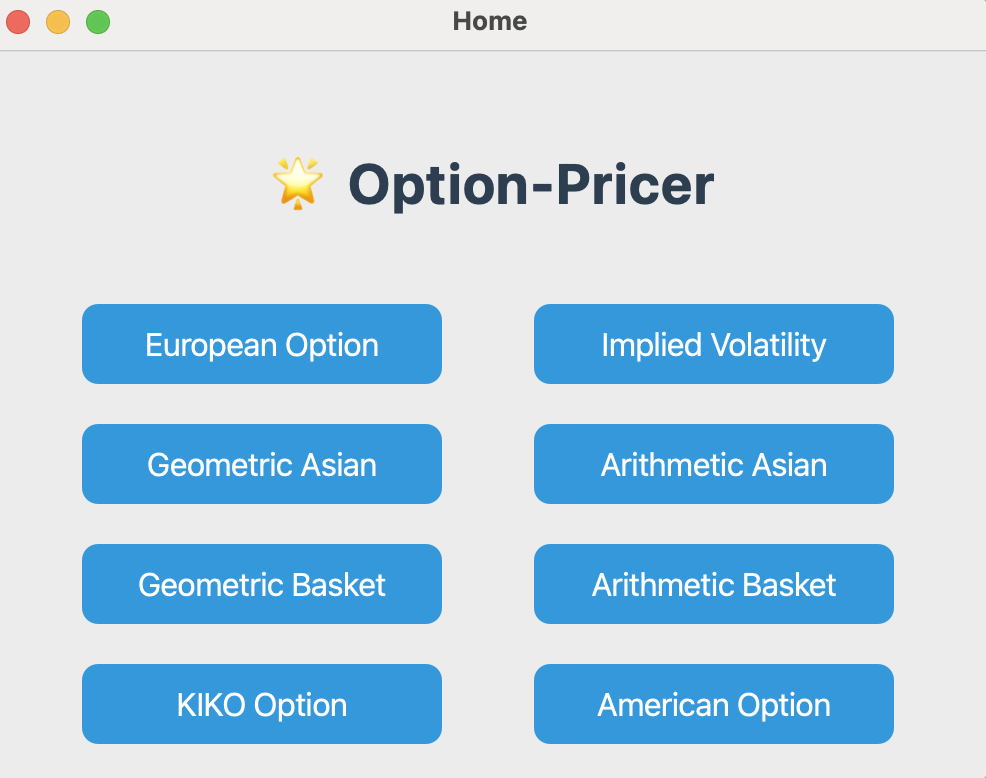 Home
🌟 Option-Pricer
European Option
Implied Volatility
Geometric Asian
Arithmetic Asian
Geometric Basket
Arithmetic Basket
KIKO Option
American Option